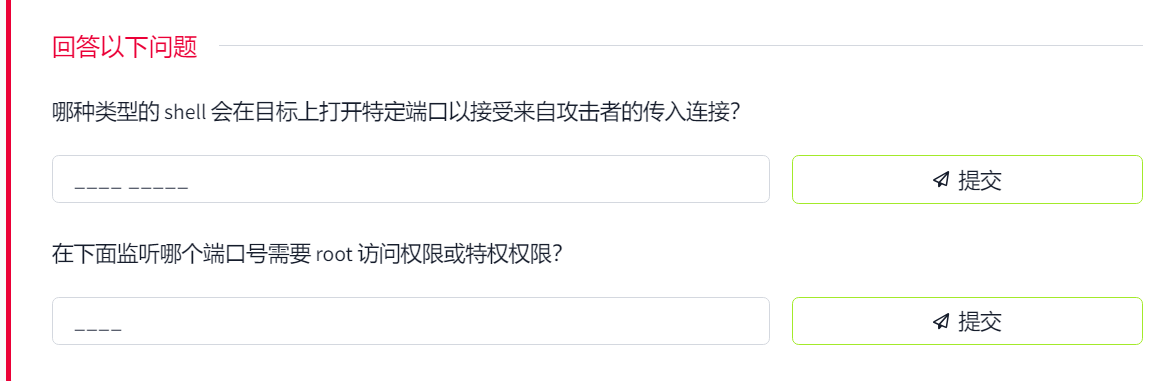 回答以下问题
哪种类型的 shell 会在目标上打开特定端口以接受来自攻击者的传入连接？
____ _____
提交
在下面监听哪个端口号需要 root 访问权限或特权权限？
____
提交